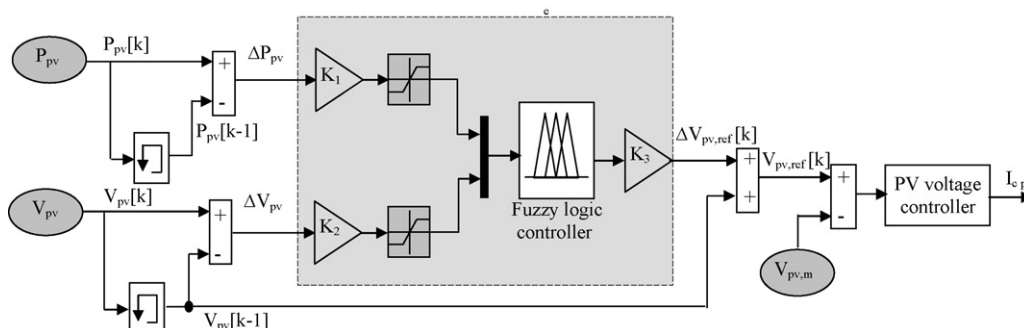 e
P_pv
P_pv[k]
+
-
ΔP_pv
P_pv[k-1]
K_1
V_pv
V_pv[k]
+
-
ΔV_pv
V_pv[k-1]
K_2
Fuzzy logic
controller
K_3
ΔV_pv,ref [k]
+
+
V_pv,ref[k]
+
-
V_pv,m
PV voltage
controller
I_c p